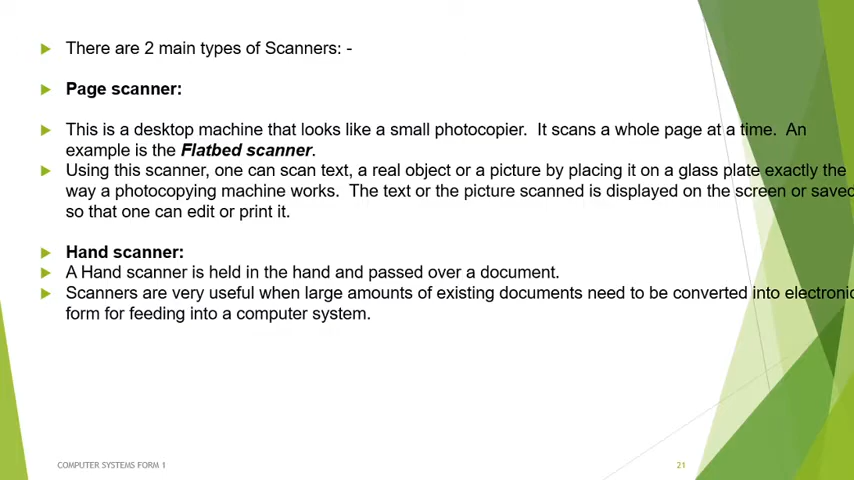 There are 2 main types of Scanners: -
Page scanner:
This is a desktop machine that looks like a small photocopier.  It scans a whole page at a time.  An
example is the Flatbed scanner.
Using this scanner, one can scan text, a real object or a picture by placing it on a glass plate exactly the
way a photocopying machine works.  The text or the picture scanned is displayed on the screen or saved
so that one can edit or print it.
Hand scanner:
A Hand scanner is held in the hand and passed over a document.
Scanners are very useful when large amounts of existing documents need to be converted into electronic
form for feeding into a computer system.
COMPUTER SYSTEMS FORM 1
21